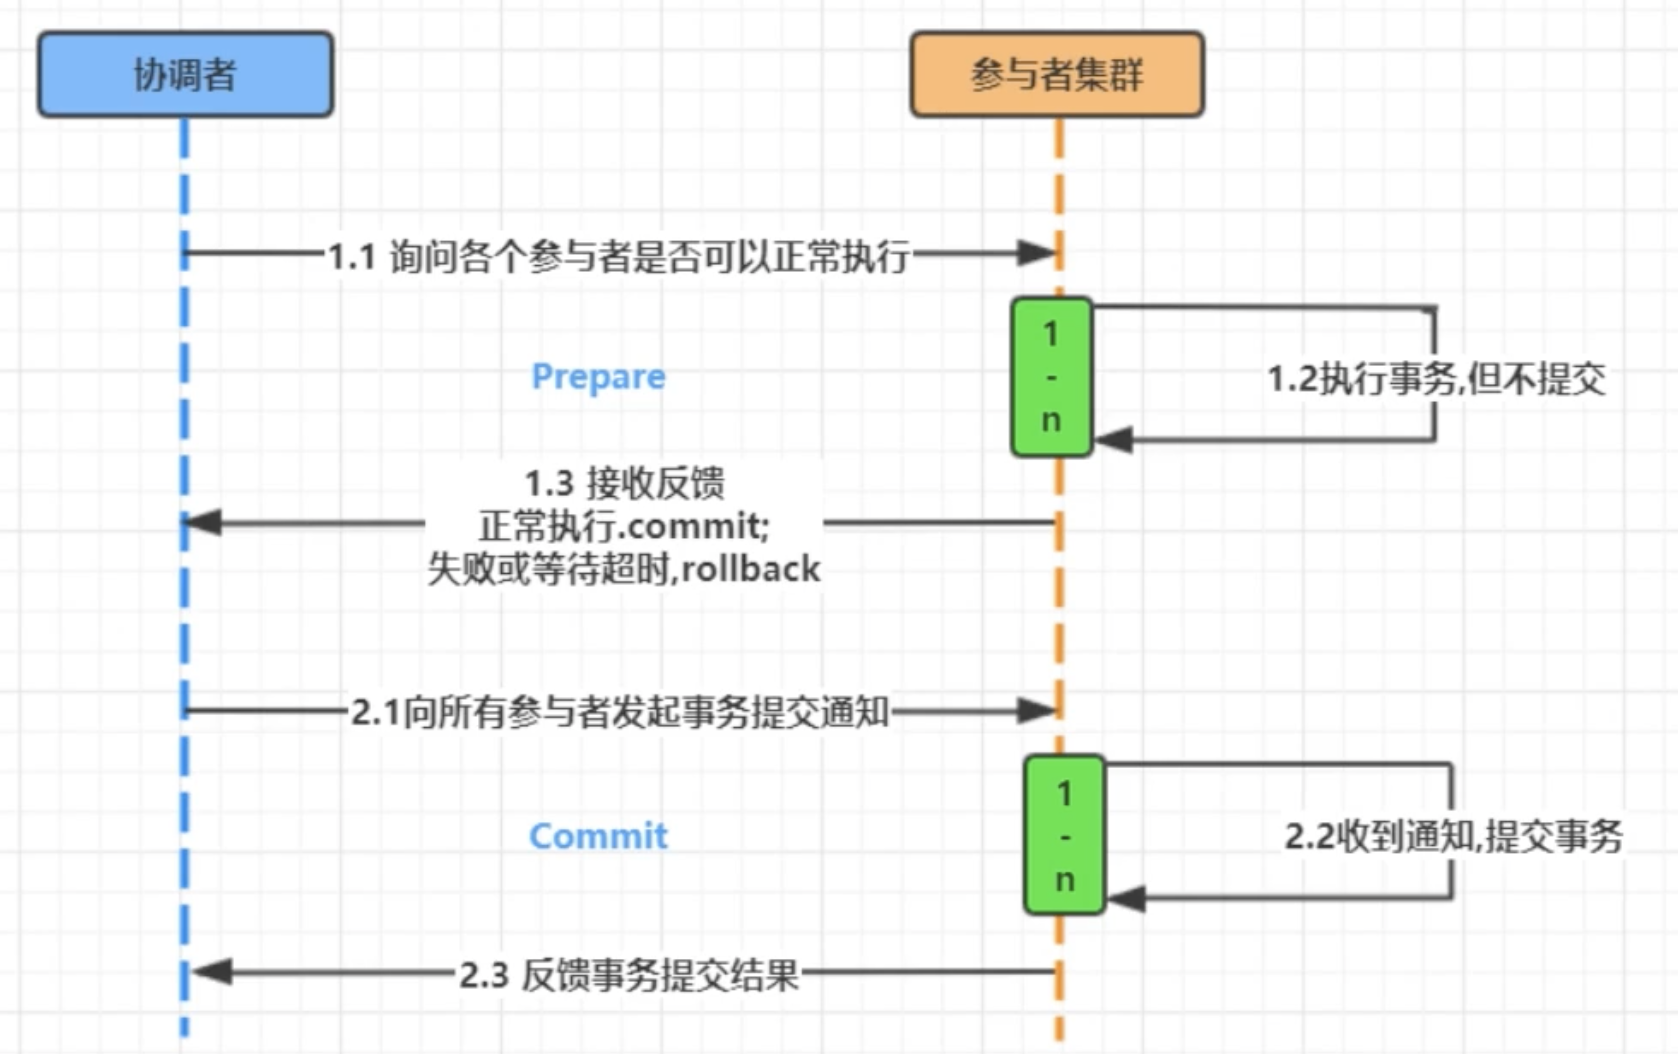 协调者
参与者集群
1.1 询问各个参与者是否可以正常执行
1
-
n
1.2执行事务,但不提交
Prepare
1.3 接收反馈
正常执行.commit;
失败或等待超时,rollback
2.1向所有参与者发起事务提交通知
1
-
n
2.2收到通知,提交事务
Commit
2.3 反馈事务提交结果